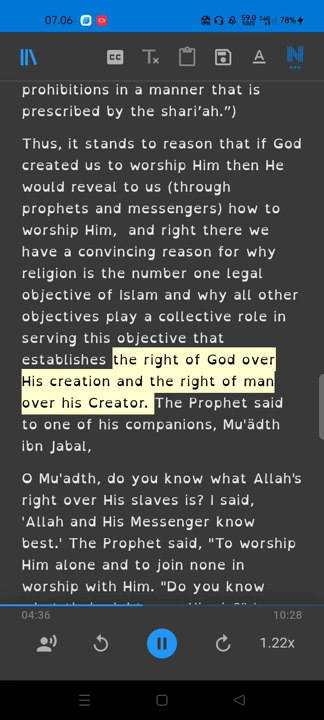 07.06
59.0
KB/S
78%
CC
A
N
prohibitions in a manner that is
prescribed by the shari'ah.")
Thus, it stands to reason that if God
created us to worship Him then He
would reveal to us (through
prophets and messengers) how to
worship Him, and right there we
have a convincing reason for why
religion is the number one legal
objective of Islam and why all other
objectives play a collective role in
serving this objective that
establishes the right of God over
His creation and the right of man
over his Creator. The Prophet said
to one of his companions, Mu'ädth
ibn Jabal,
O Mu'adth, do you know what Allah's
right over His slaves is? I said,
'Allah and His Messenger know
best.' The Prophet said, "To worship
Him alone and to join none in
worship with Him. "Do you know
04:36
10:28
1.22x